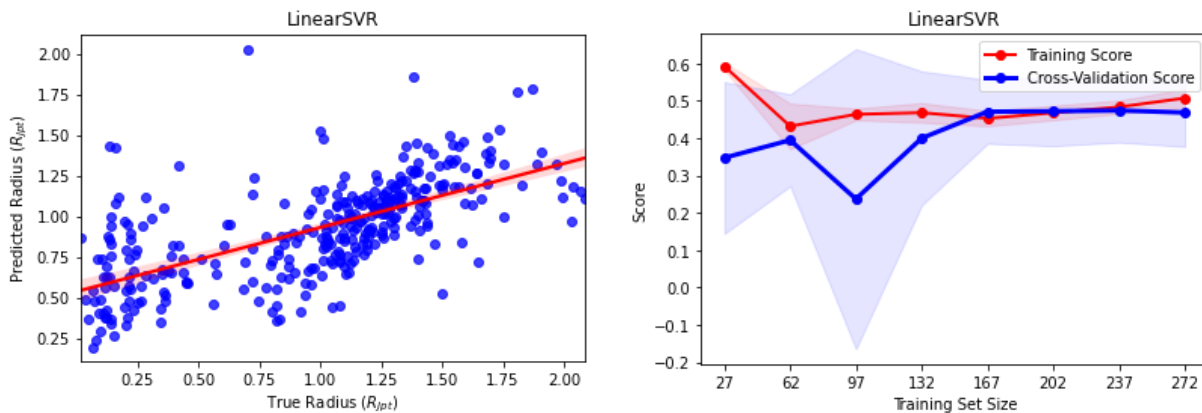 LinearSVR
Predicted Radius (R_Jpt)
2.00
1.75
1.50
1.25
1.00
0.75
0.50
0.25
0.25 0.50 0.75 1.00 1.25 1.50 1.75 2.00
True Radius (R_Jpt)
LinearSVR
Training Score
Cross-Validation Score
Score
0.6
0.5
0.4
0.3
0.2
0.1
0.0
−0.1
−0.2
27 62 97 132 167 202 237 272
Training Set Size